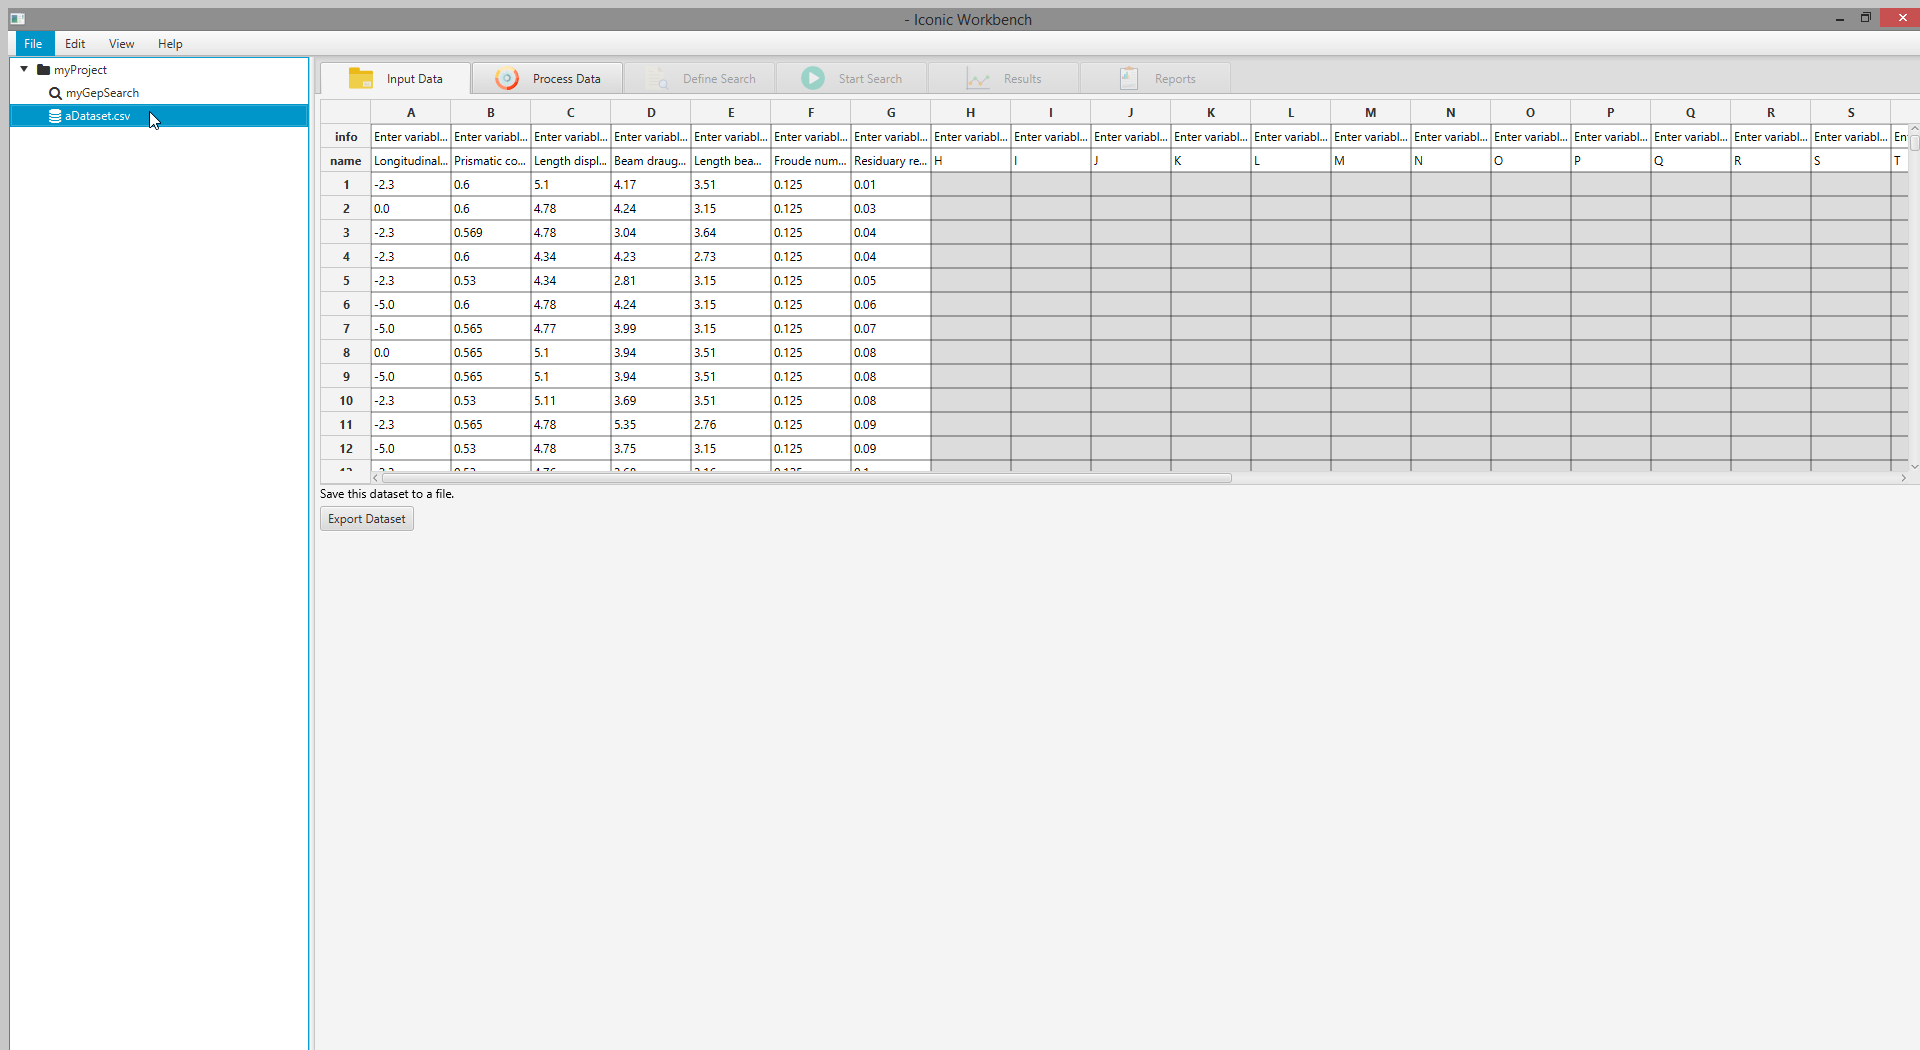 - Iconic Workbench
File Edit View Help
myProject
myGepSearch
aDataset.csv
Input Data Process Data Define Search Start Search Results Reports
A B C D E F G H I J K L M N O P Q R S
info Enter variabl... Enter variabl... Enter variabl... Enter variabl... Enter variabl... Enter variabl... Enter variabl... Enter variabl... Enter variabl... Enter variabl... Enter variabl... Enter variabl... Enter variabl... Enter variabl... Enter variabl... Enter variabl... Enter variabl... Enter variabl... Enter variabl... En
name Longitudinal... Prismatic co... Length displ... Beam draug... Length bea... Froude num... Residuary re... H I J K L M N O P Q R S T
1 -2.3 0.6 5.1 4.17 3.51 0.125 0.01
2 0.0 0.6 4.78 4.24 3.15 0.125 0.03
3 -2.3 0.569 4.78 3.04 3.64 0.125 0.04
4 -2.3 0.6 4.34 4.23 2.73 0.125 0.04
5 -2.3 0.53 4.34 2.81 3.15 0.125 0.05
6 -5.0 0.6 4.78 4.24 3.15 0.125 0.06
7 -5.0 0.565 4.77 3.99 3.15 0.125 0.07
8 0.0 0.565 5.1 3.94 3.51 0.125 0.08
9 -5.0 0.565 5.1 3.94 3.51 0.125 0.08
10 -2.3 0.53 5.11 3.69 3.51 0.125 0.08
11 -2.3 0.565 4.78 5.35 2.76 0.125 0.09
12 -5.0 0.53 4.78 3.75 3.15 0.125 0.09
Save this dataset to a file.
Export Dataset